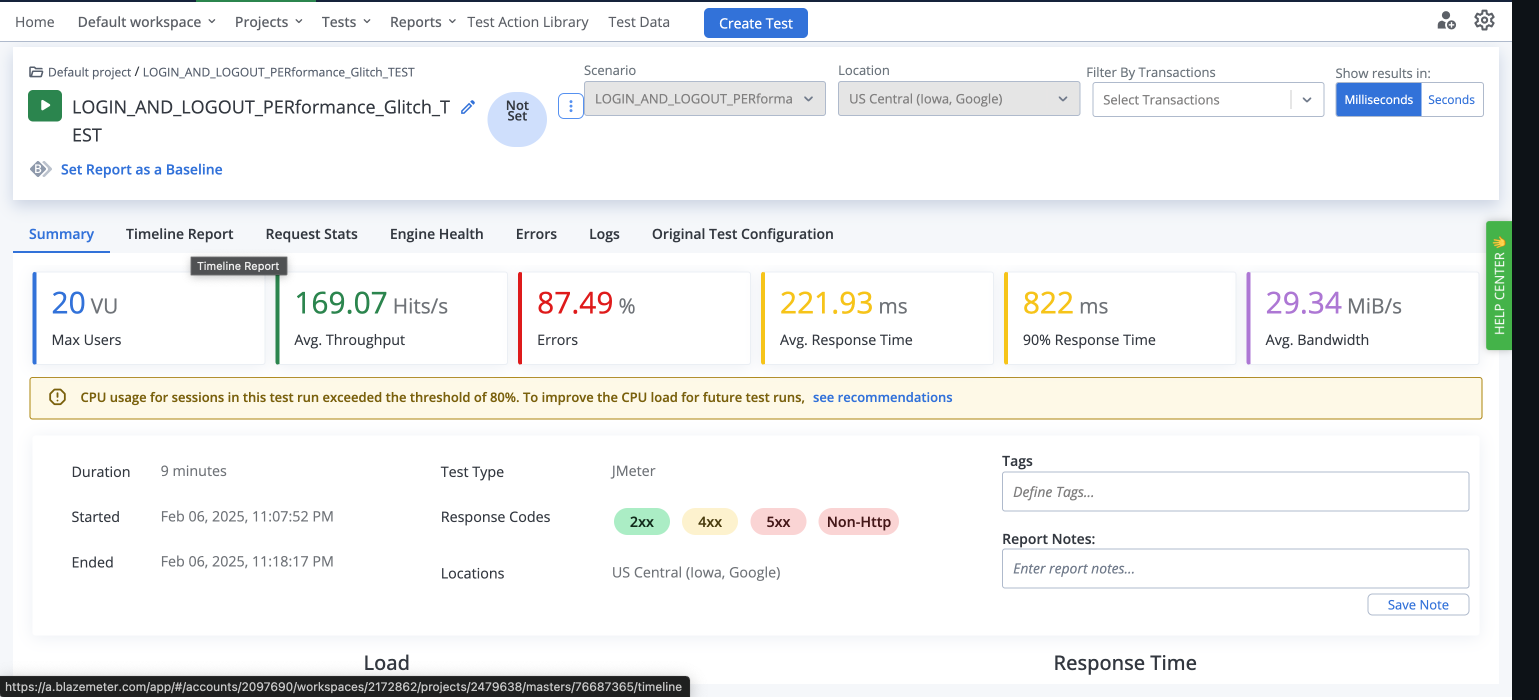 Home Default workspace Projects Tests Reports Test Action Library Test Data Create Test
Default project / LOGIN_AND_LOGOUT_PERformance_Glitch_TEST
LOGIN_AND_LOGOUT_PERformance_Glitch_T
EST
Not
Set
Scenario
LOGIN_AND_LOGOUT_PERforma
Location
US Central (Iowa, Google)
Filter By Transactions
Select Transactions
Show results in:
Milliseconds Seconds
Set Report as a Baseline
Summary Timeline Report Request Stats Engine Health Errors Logs Original Test Configuration
Timeline Report
20 VU
Max Users
169.07 Hits/s
Avg. Throughput
87.49 %
Errors
221.93 ms
Avg. Response Time
822 ms
90% Response Time
29.34 MiB/s
Avg. Bandwidth
HELP CENTER
CPU usage for sessions in this test run exceeded the threshold of 80%. To improve the CPU load for future test runs, see recommendations
Duration 9 minutes
Started Feb 06, 2025, 11:07:52 PM
Ended Feb 06, 2025, 11:18:17 PM
Test Type JMeter
Response Codes 2xx 4xx 5xx Non-Http
Locations US Central (Iowa, Google)
Tags
Define Tags...
Report Notes:
Enter report notes...
Save Note
Load
Response Time
https://a.blazemeter.com/app/#/accounts/2097690/workspaces/2172862/projects/2479638/masters/76687365/timeline